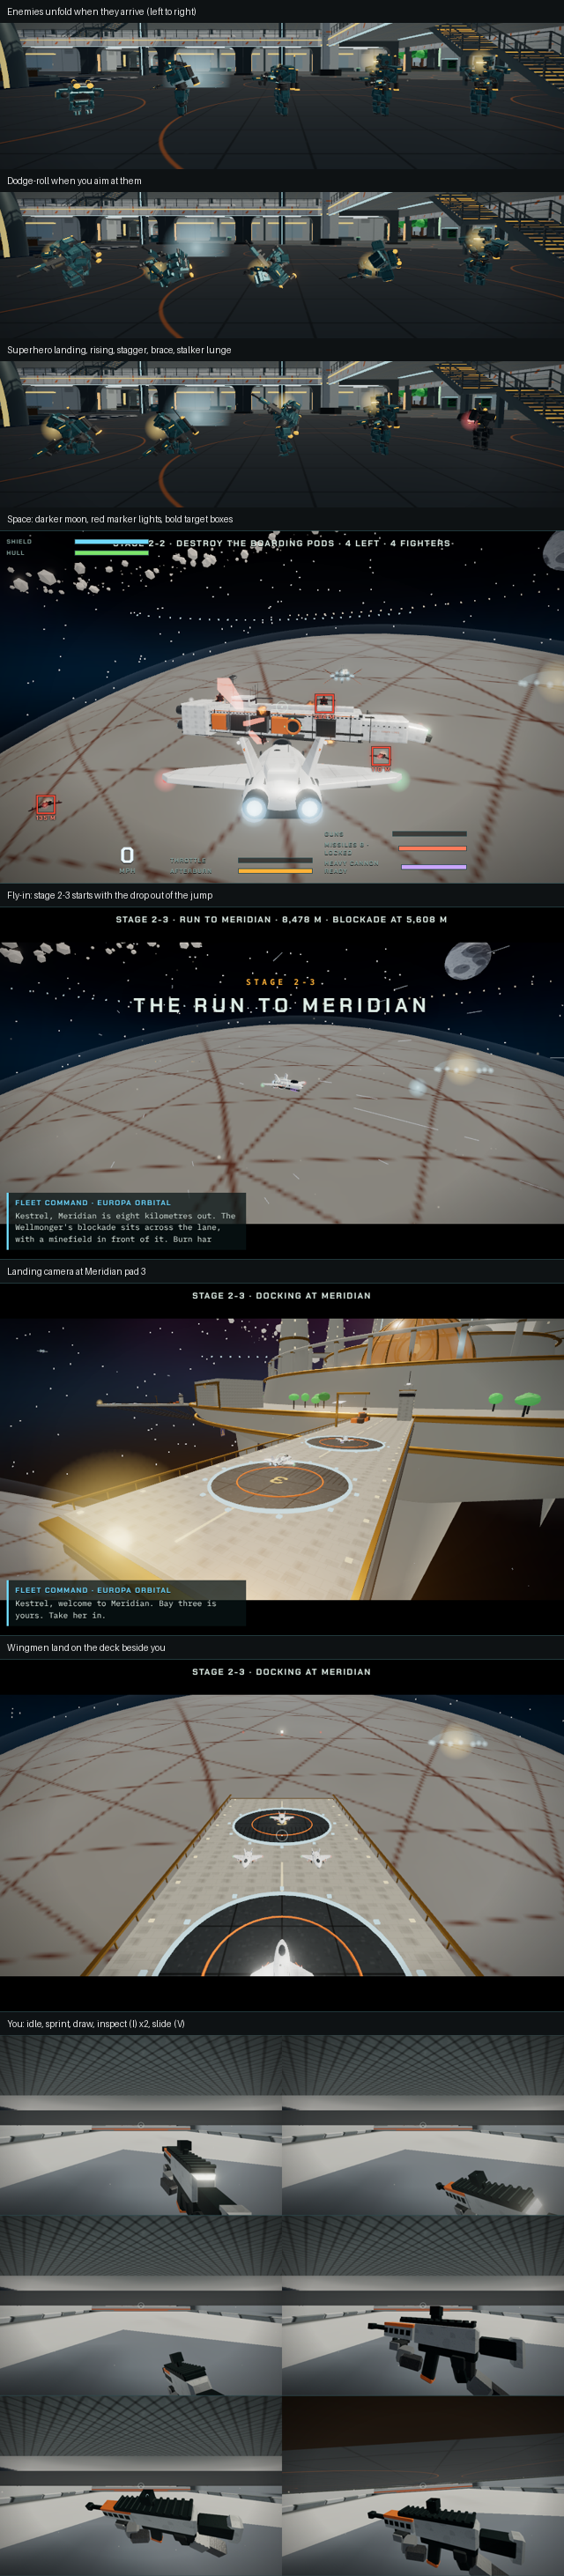 Enemies unfold when they arrive (left to right)
Dodge-roll when you aim at them
Superhero landing, rising, stagger, brace, stalker lunge
Space: darker moon, red marker lights, bold target boxes
SHIELD
HULL
2-2 · DESTROY THE BOARDING PODS · 4 LEFT · 4 FIGHTERS
135 M
0
MPH
THROTTLE
AFTERBURN
GUNS
MISSILES 6 ·
LOCKED
HEAVY CANNON
READY
Fly-in: stage 2-3 starts with the drop out of the jump
STAGE 2-3 · RUN TO MERIDIAN · 8,478 M · BLOCKADE AT 5,608 M
STAGE 2-3
THE RUN TO MERIDIAN
FLEET COMMAND · EUROPA ORBITAL
Kestrel, Meridian is eight kilometres out. The
Wellmonger's blockade sits across the lane,
with a minefield in front of it. Burn har
Landing camera at Meridian pad 3
STAGE 2-3 · DOCKING AT MERIDIAN
3
FLEET COMMAND · EUROPA ORBITAL
Kestrel, welcome to Meridian. Bay three is
yours. Take her in.
Wingmen land on the deck beside you
STAGE 2-3 · DOCKING AT MERIDIAN
You: idle, sprint, draw, inspect (I) x2, slide (V)